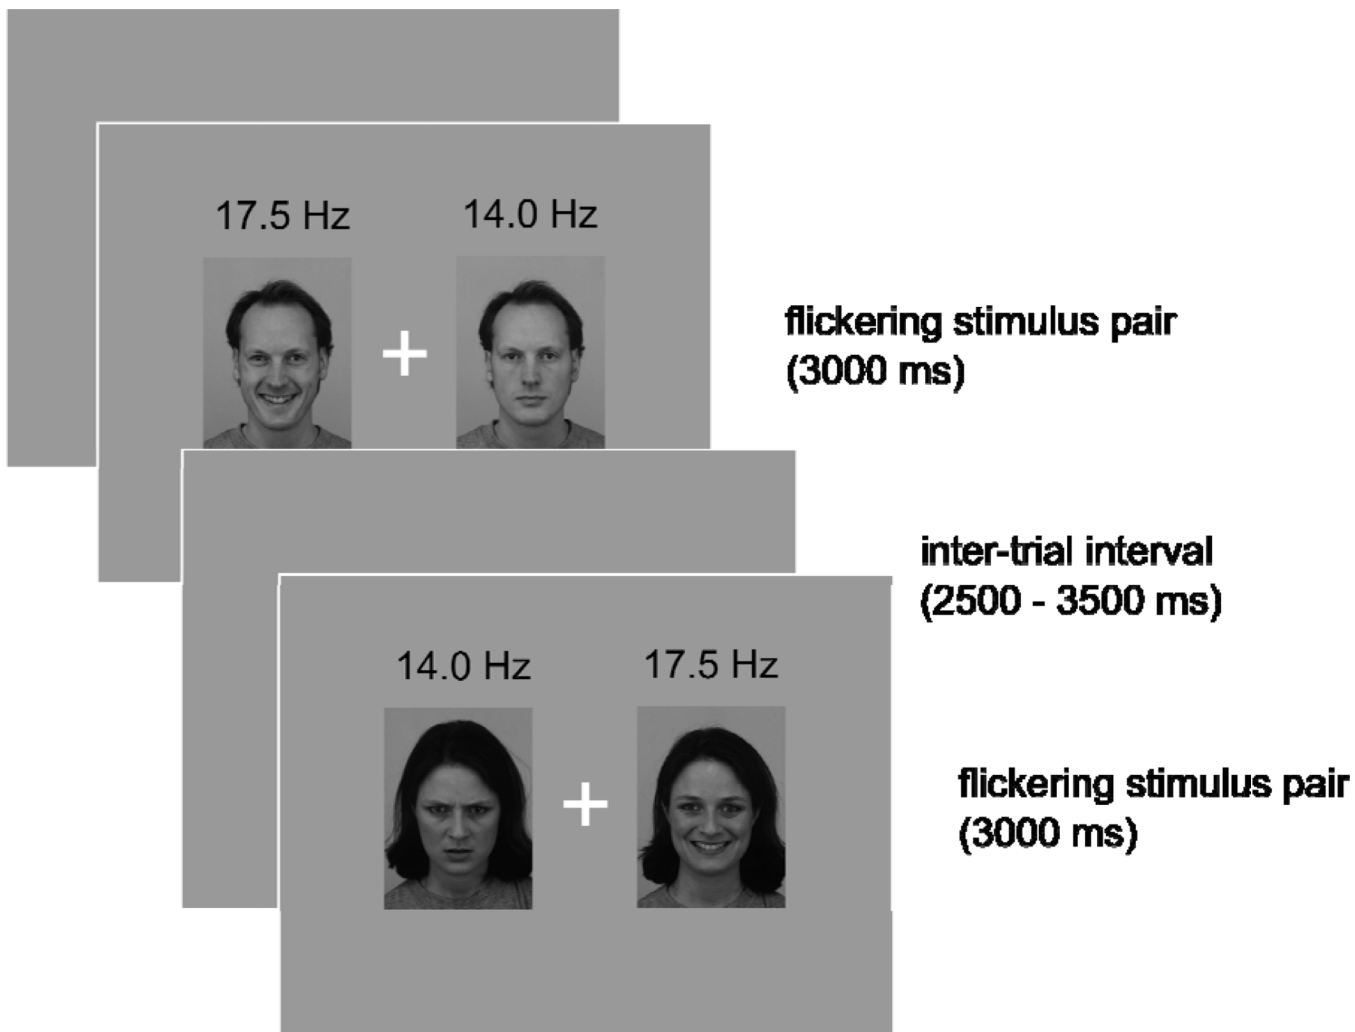 17.5 Hz 14.0 Hz
flickering stimulus pair
(3000 ms)
inter-trial interval
(2500 - 3500 ms)
14.0 Hz 17.5 Hz
flickering stimulus pair
(3000 ms)